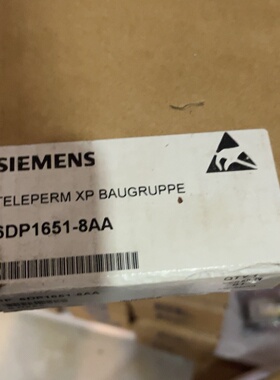 SIEMENS
TELEPERM XP BAUGRUPPE
6DP1651-8AA